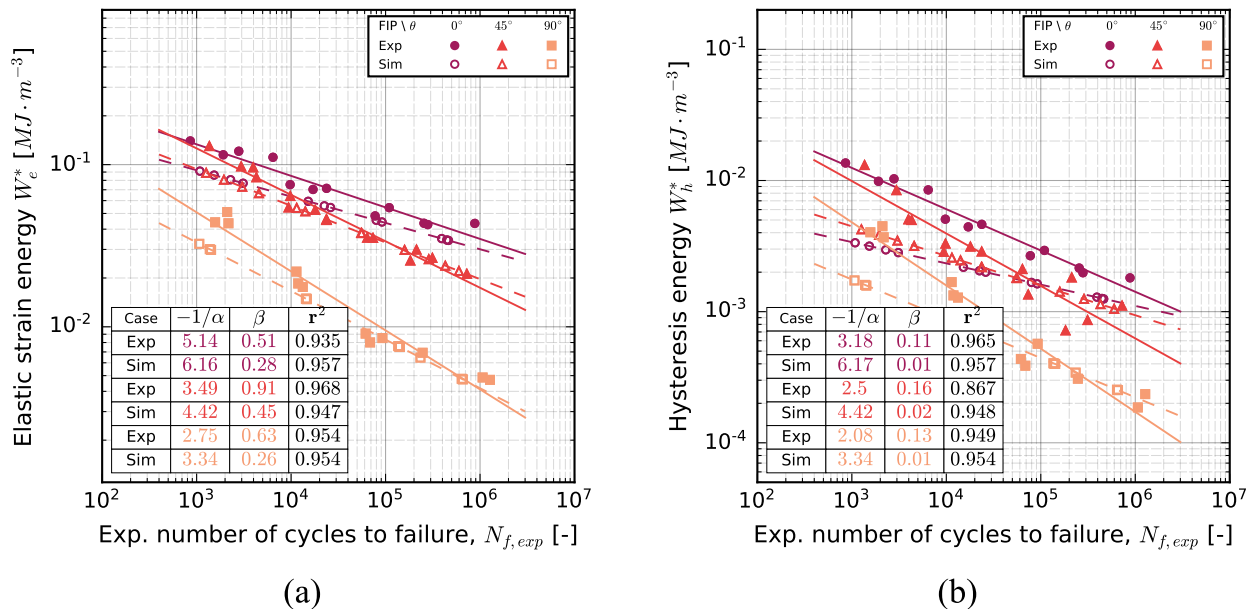 FIP \ θ 0° 45° 90°
Exp
Sim
10⁻¹
10⁻²
Elastic strain energy W*ₑ [MJ · m⁻³]
Case −1/α β r²
Exp 5.14 0.51 0.935
Sim 6.16 0.28 0.957
Exp 3.49 0.91 0.968
Sim 4.42 0.45 0.947
Exp 2.75 0.63 0.954
Sim 3.34 0.26 0.954
10² 10³ 10⁴ 10⁵ 10⁶ 10⁷
Exp. number of cycles to failure, N_{f,exp} [-]
(a)
FIP \ θ 0° 45° 90°
Exp
Sim
10⁻¹
10⁻²
10⁻³
10⁻⁴
Hysteresis energy W*ₕ [MJ · m⁻³]
Case −1/α β r²
Exp 3.18 0.11 0.965
Sim 6.17 0.01 0.957
Exp 2.5 0.16 0.867
Sim 4.42 0.02 0.948
Exp 2.08 0.13 0.949
Sim 3.34 0.01 0.954
10² 10³ 10⁴ 10⁵ 10⁶ 10⁷
Exp. number of cycles to failure, N_{f,exp} [-]
(b)